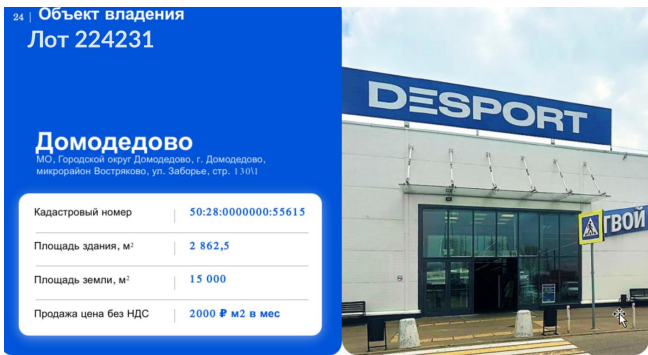 24 | Объект владения
Лот 224231
Домодедово
МО, Городской округ Домодедово, г. Домодедово,
микрорайон Востряково, ул. Заборье, стр. 130\1
Кадастровый номер | 50:28:0000000:55615
Площадь здания, м² | 2 862,5
Площадь земли, м² | 15 000
Продажа цена без НДС | 2000 ₽ м2 в мес
DESPORT
ТВОЙ